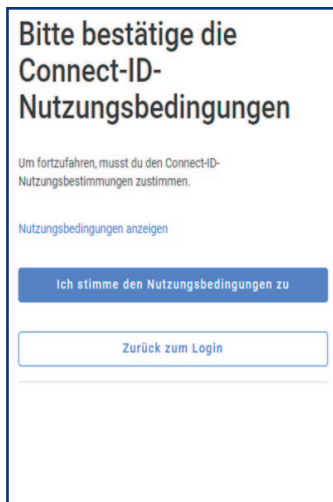 Bitte bestätige die
Connect-ID-
Nutzungsbedingungen
Um fortzufahren, musst du den Connect-ID-
Nutzungsbestimmungen zustimmen.
Nutzungsbedingungen anzeigen
Ich stimme den Nutzungsbedingungen zu
Zurück zum Login